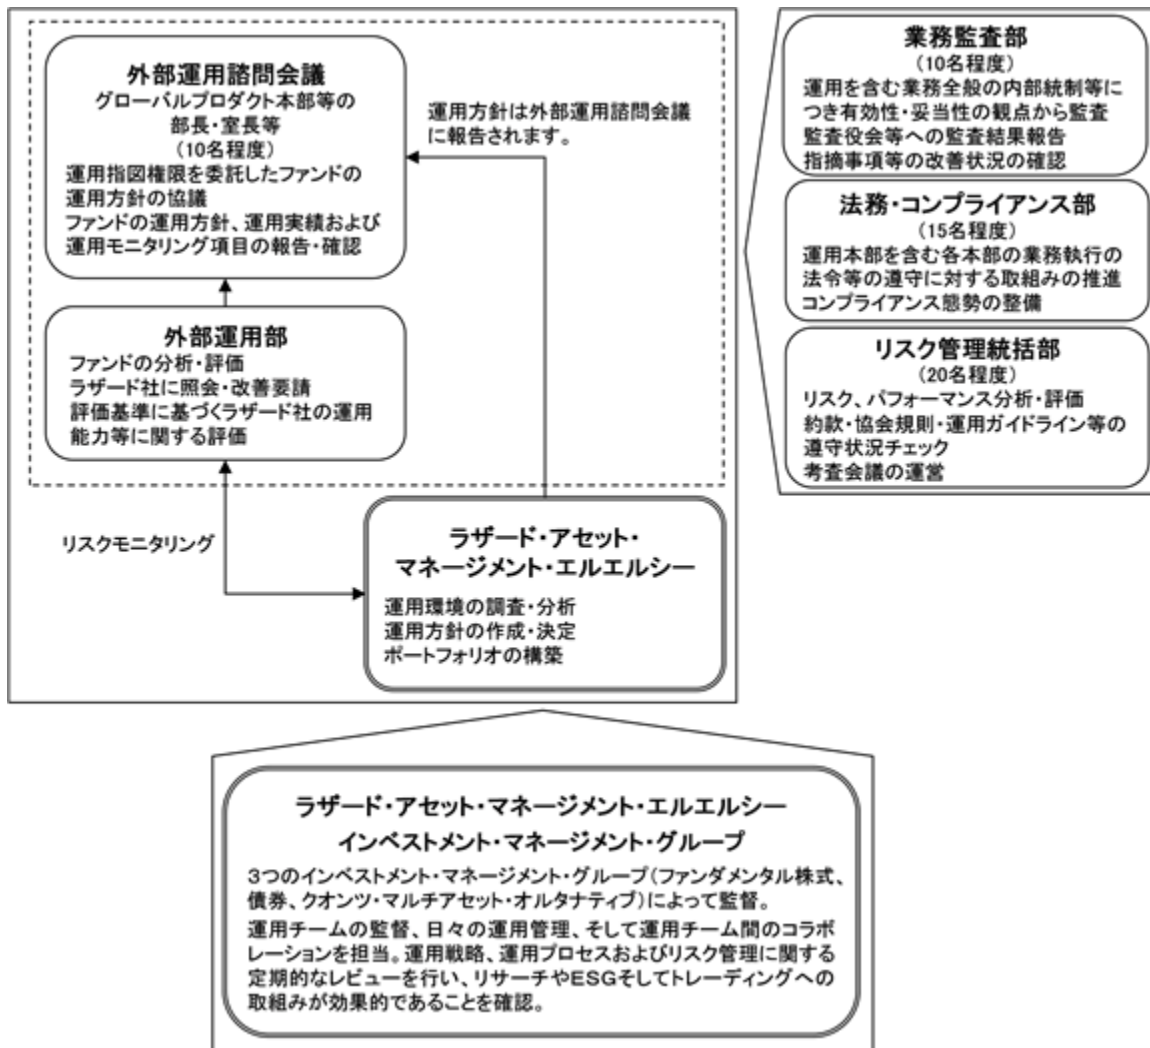 外部運用諮問会議
グローバルプロダクト本部等の
部長・室長等
(10名程度)
運用指図権限を委託したファンドの
運用方針の協議
ファンドの運用方針、運用実績および
運用モニタリング項目の報告・確認
運用方針は外部運用諮問会議
に報告されます。
外部運用部
ファンドの分析・評価
ラザード社に照会・改善要請
評価基準に基づくラザード社の運用
能力等に関する評価
リスクモニタリング
ラザード・アセット・
マネージメント・エルエルシー
運用環境の調査・分析
運用方針の作成・決定
ポートフォリオの構築
業務監査部
(10名程度)
運用を含む業務全般の内部統制等に
つき有効性・妥当性の観点から監査
監査役会等への監査結果報告
指摘事項等の改善状況の確認
法務・コンプライアンス部
(15名程度)
運用本部を含む各本部の業務執行の
法令等の遵守に対する取組みの推進
コンプライアンス態勢の整備
リスク管理統括部
(20名程度)
リスク、パフォーマンス分析・評価
約款・協会規則・運用ガイドライン等の
遵守状況チェック
考査会議の運営
ラザード・アセット・マネージメント・エルエルシー
インベストメント・マネージメント・グループ
3つのインベストメント・マネージメント・グループ(ファンダメンタル株式、
債券、クオンツ・マルチアセット・オルタナティブ)によって監督。
運用チームの監督、日々の運用管理、そして運用チーム間のコラボ
レーションを担当。運用戦略、運用プロセスおよびリスク管理に関する
定期的なレビューを行い、リサーチやESGそしてトレーディングへの
取組みが効果的であることを確認。